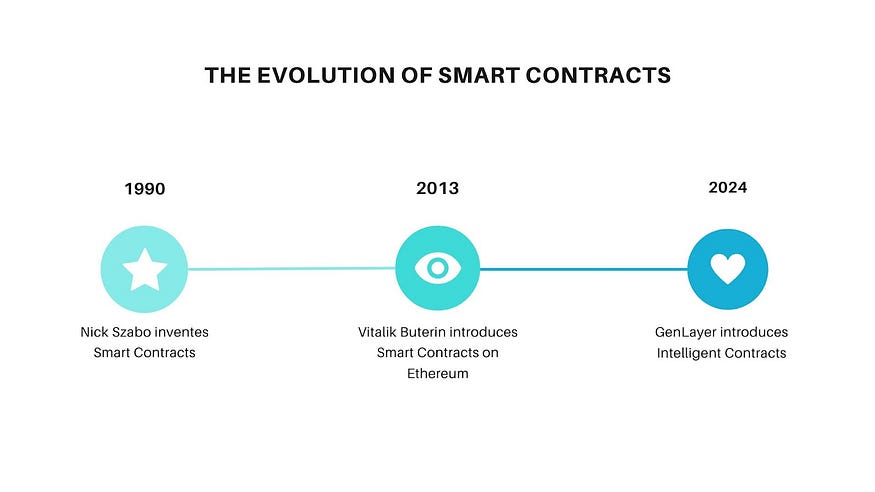 THE EVOLUTION OF SMART CONTRACTS
1990
Nick Szabo inventes
Smart Contracts
2013
Vitalik Buterin introduces
Smart Contracts on
Ethereum
2024
GenLayer introduces
Intelligent Contracts